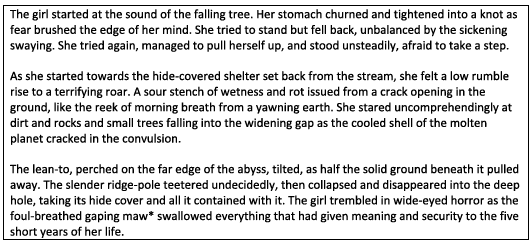 The girl started at the sound of the falling tree. Her stomach churned and tightened into a knot as
fear brushed the edge of her mind. She tried to stand but fell back, unbalanced by the sickening
swaying. She tried again, managed to pull herself up, and stood unsteadily, afraid to take a step.
As she started towards the hide-covered shelter set back from the stream, she felt a low rumble
rise to a terrifying roar. A sour stench of wetness and rot issued from a crack opening in the
ground, like the reek of morning breath from a yawning earth. She stared uncomprehendingly at
dirt and rocks and small trees falling into the widening gap as the cooled shell of the molten
planet cracked in the convulsion.
The lean-to, perched on the far edge of the abyss, tilted, as half the solid ground beneath it pulled
away. The slender ridge-pole teetered undecidedly, then collapsed and disappeared into the deep
hole, taking its hide cover and all it contained with it. The girl trembled in wide-eyed horror as the
foul-breathed gaping maw* swallowed everything that had given meaning and security to the five
short years of her life.